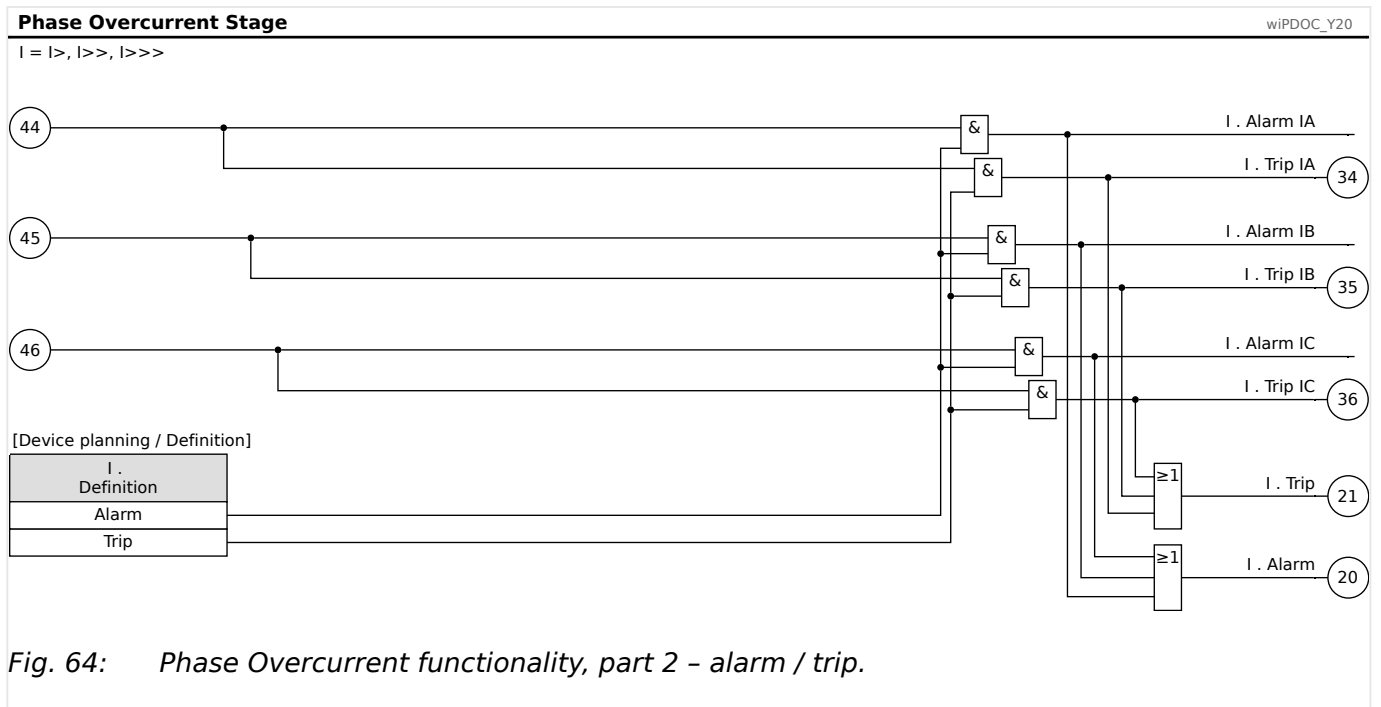 Phase Overcurrent Stage
wiPDOC_Y20
I = I>, I>>, I>>>
44
&
I . Alarm IA
&
I . Trip IA
34
45
&
I . Alarm IB
&
I . Trip IB
35
46
&
I . Alarm IC
&
I . Trip IC
36
[Device planning / Definition]
I .
Definition
Alarm
Trip
≥1
I . Trip
21
≥1
I . Alarm
20
Fig. 64: Phase Overcurrent functionality, part 2 – alarm / trip.